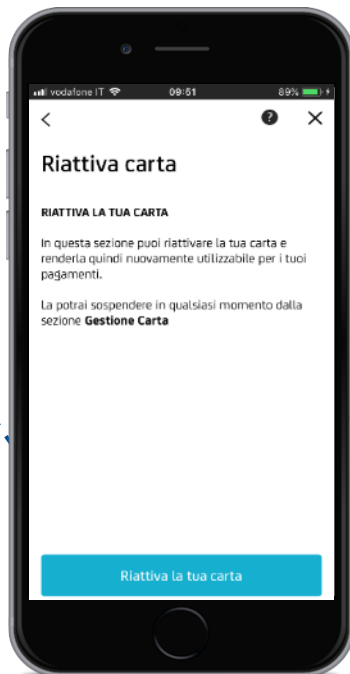 vodafone IT 09:51 89%
Riattiva carta
RIATTIVA LA TUA CARTA
In questa sezione puoi riattivare la tua carta e
renderla quindi nuovamente utilizzabile per i tuoi
pagamenti.
La potrai sospendere in qualsiasi momento dalla
sezione Gestione Carta
Riattiva la tua carta